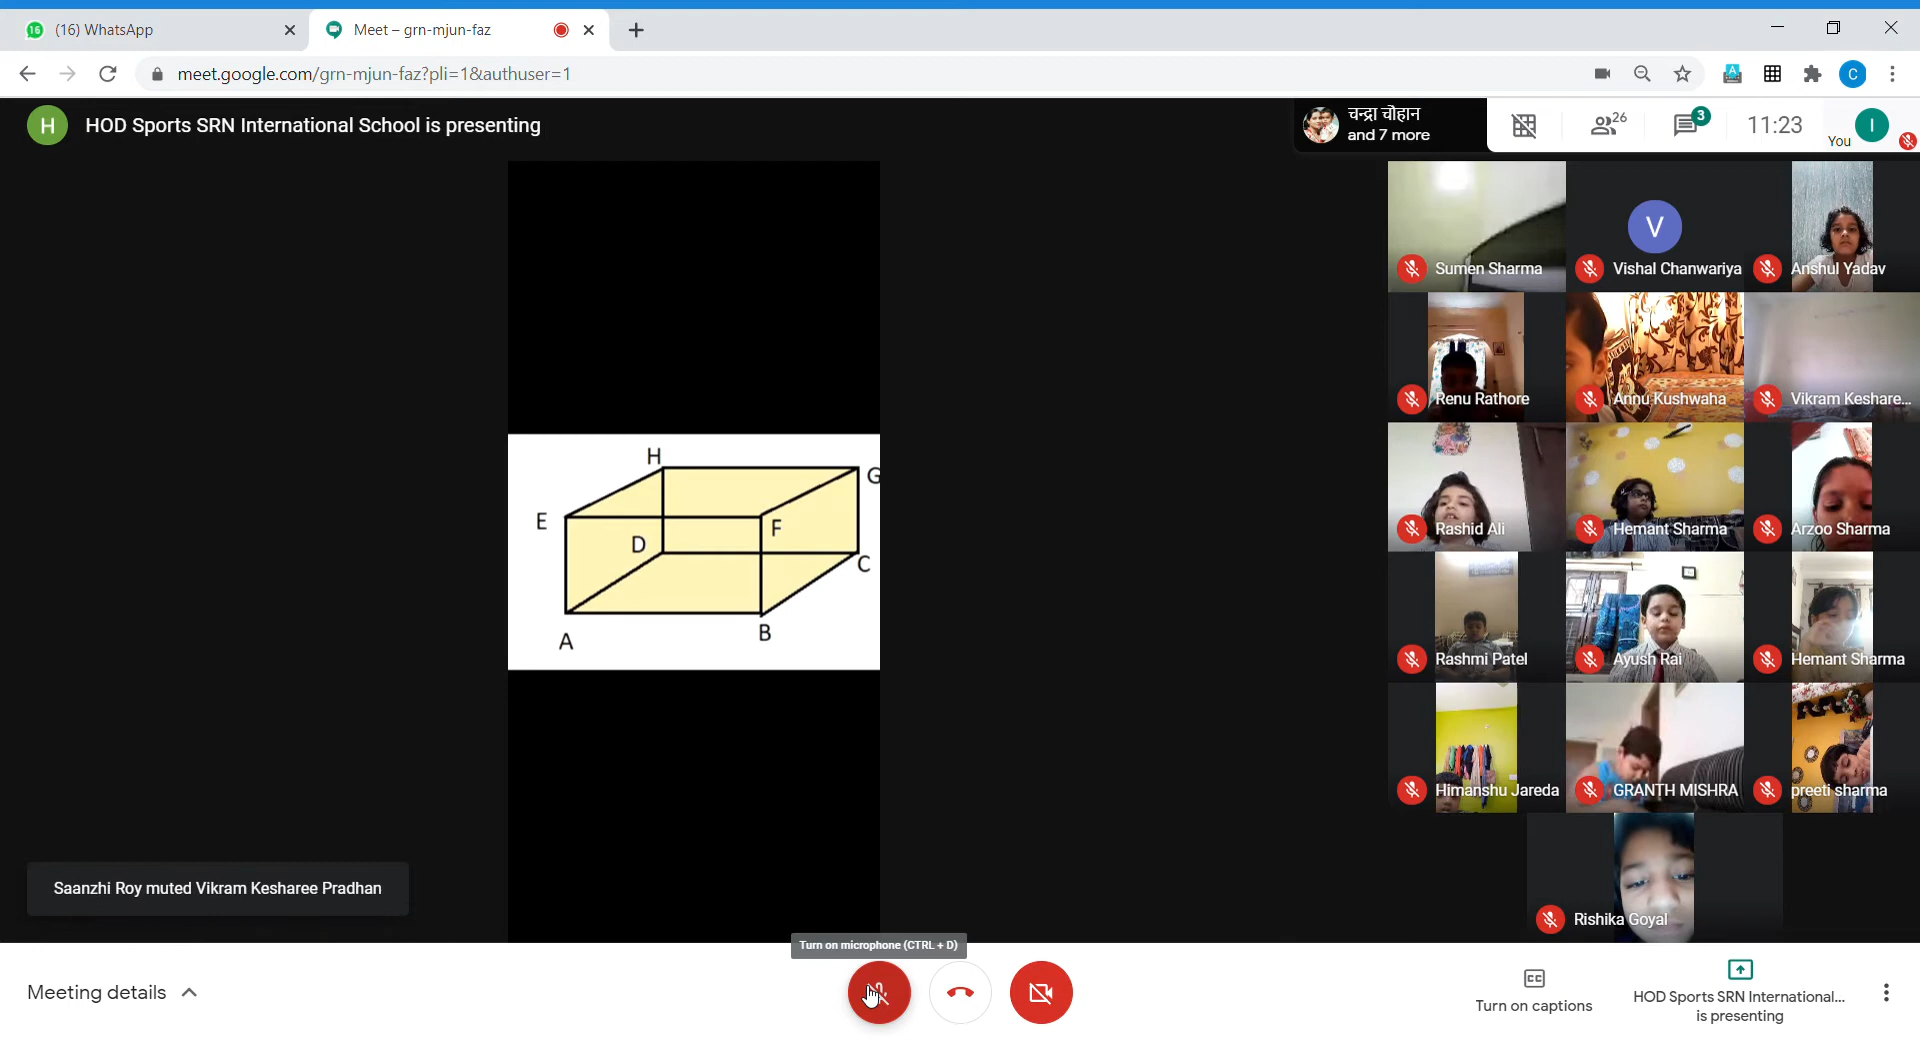 16 (16) WhatsApp
Meet – grn-mjun-faz
meet.google.com/grn-mjun-faz?pli=1&authuser=1
A
C
H HOD Sports SRN International School is presenting
चन्द्रा चौहान
and 7 more
26
3
11:23
You I
Sumen Sharma
V
Vishal Chanwariya
Anshul Yadav
Renu Rathore
Annu Kushwaha
Vikram Keshare...
Rashid Ali
Hemant Sharma
Arzoo Sharma
Rashmi Patel
Ayush Rai
Hemant Sharma
Himanshu Jareda
GRANTH MISHRA
preeti sharma
Rishika Goyal
H
G
E
F
D
C
B
A
Saanzhi Roy muted Vikram Kesharee Pradhan
Turn on microphone (CTRL + D)
Meeting details
CC
Turn on captions
HOD Sports SRN International...
is presenting